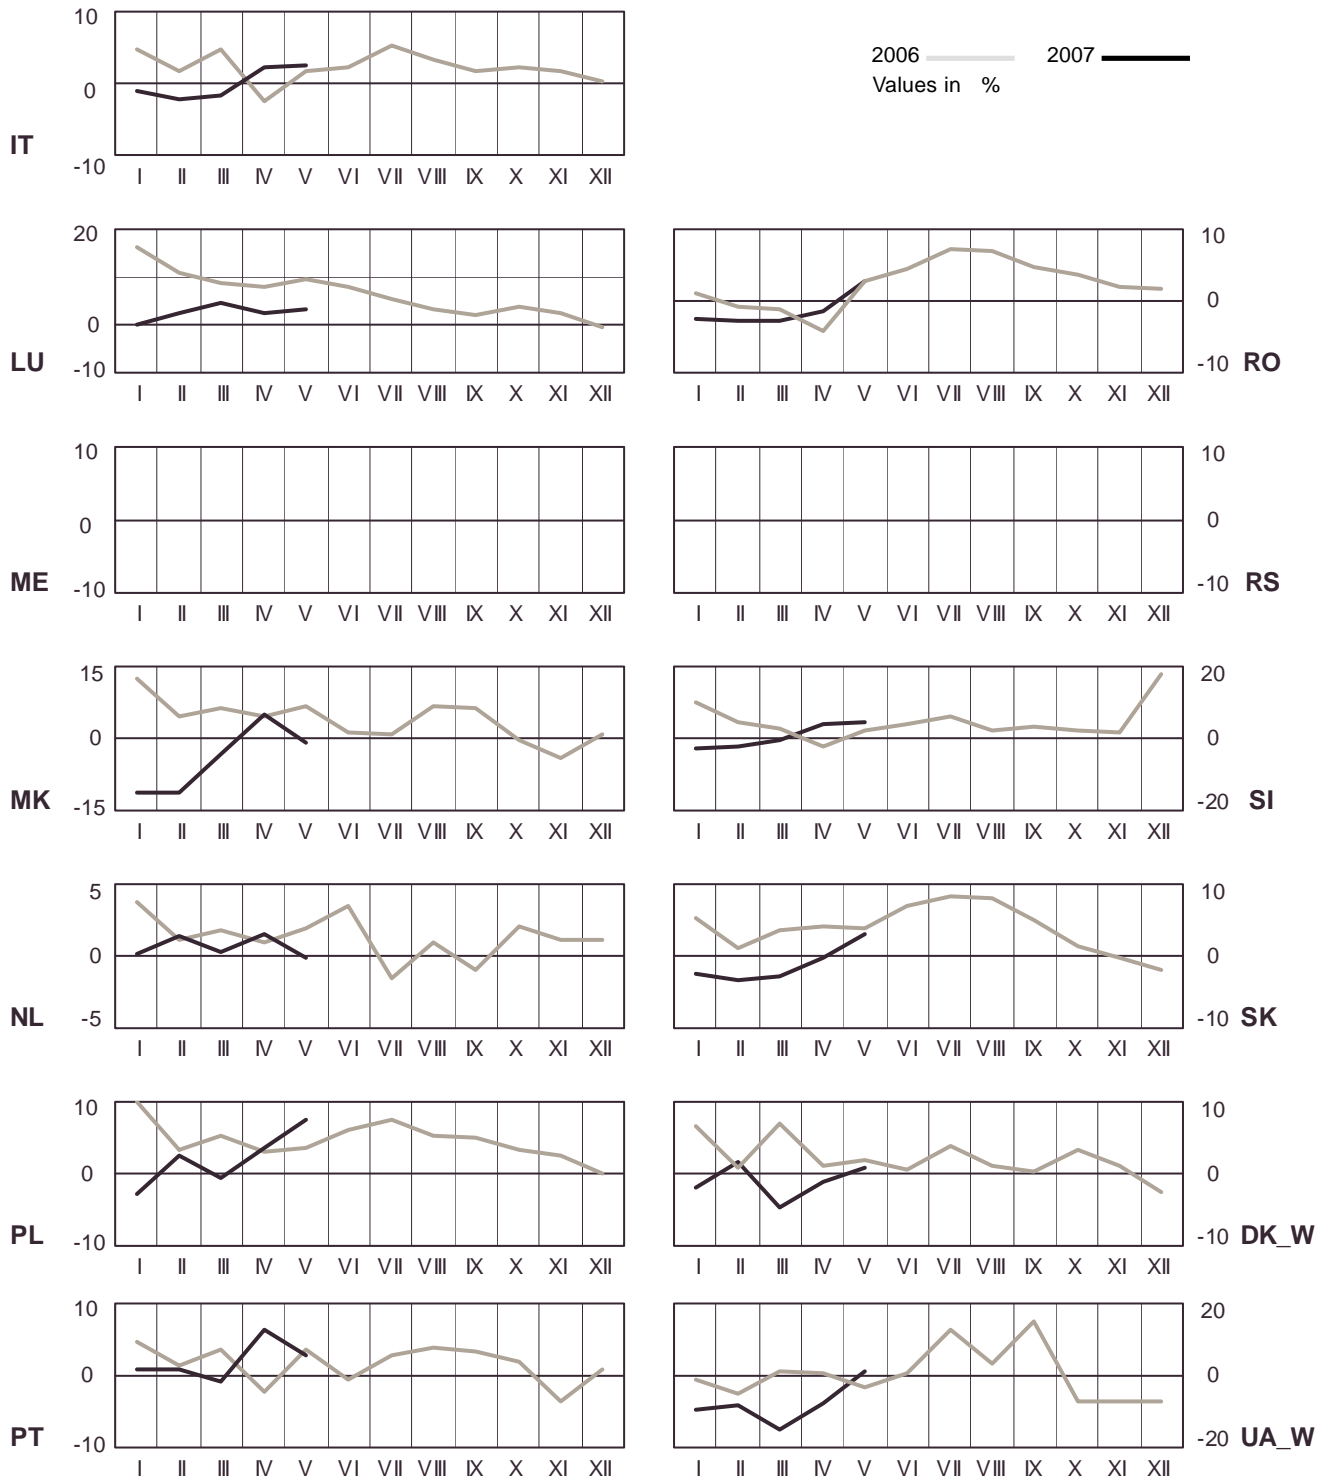 2006 2007
Values in %
10
0
-10
IT
I II III IV V VI VII VIII IX X XI XII
20
0
-10
LU
I II III IV V VI VII VIII IX X XI XII
10
0
-10 RO
I II III IV V VI VII VIII IX X XI XII
10
0
-10
ME
I II III IV V VI VII VIII IX X XI XII
10
0
-10 RS
I II III IV V VI VII VIII IX X XI XII
15
0
-15
MK
I II III IV V VI VII VIII IX X XI XII
20
0
-20 SI
I II III IV V VI VII VIII IX X XI XII
5
0
-5
NL
I II III IV V VI VII VIII IX X XI XII
10
0
-10 SK
I II III IV V VI VII VIII IX X XI XII
10
0
-10
PL
I II III IV V VI VII VIII IX X XI XII
10
0
-10 DK_W
I II III IV V VI VII VIII IX X XI XII
10
0
-10
PT
I II III IV V VI VII VIII IX X XI XII
20
0
-20 UA_W
I II III IV V VI VII VIII IX X XI XII